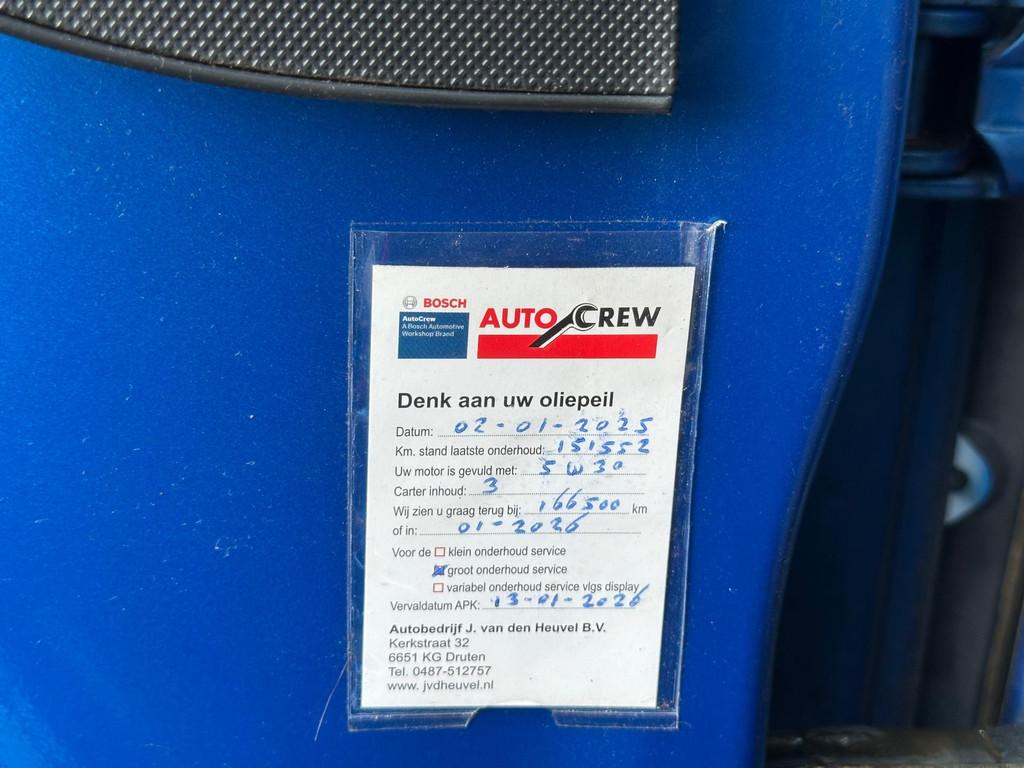 BOSCH
AutoCrew
A Bosch Automotive
Workshop Brand
AUTO CREW
Denk aan uw oliepeil
Datum: 02-01-2025
Km. stand laatste onderhoud: 151552
Uw motor is gevuld met: 5W30
Carter inhoud: 3
Wij zien u graag terug bij: 166500 km
of in: 01-2026
Voor de klein onderhoud service
groot onderhoud service
variabel onderhoud service vlgs display
Vervaldatum APK: 13-01-2026
Autobedrijf J. van den Heuvel B.V.
Kerkstraat 32
6651 KG Druten
Tel. 0487-512757
www. jvdheuvel.nl